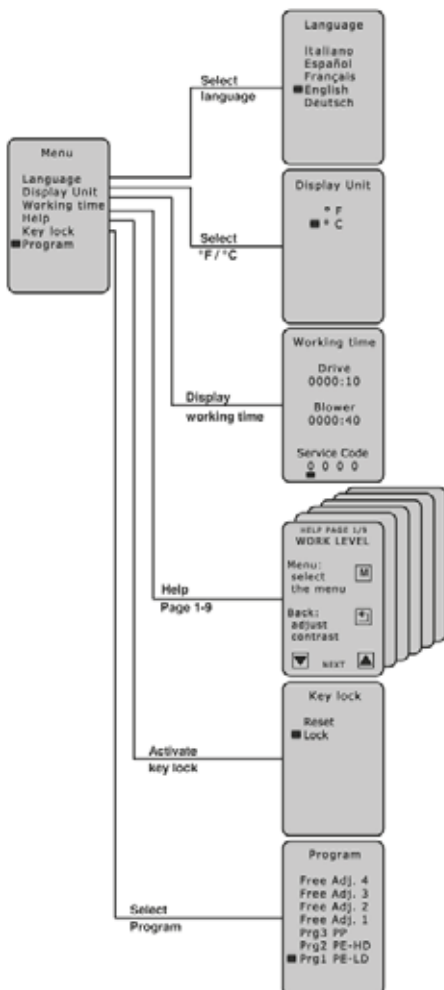 Menu
Language
Display Unit
Working time
Help
Key lock
Program
Select
language
Language
Italiano
Español
Français
English
Deutsch
Select
°F / °C
Display Unit
° F
° C
Display
working time
Working time
Drive
0000:10
Blower
0000:40
Service Code
0 0 0 0
Help
Page 1-9
HELP PAGE 1/9
WORK LEVEL
Menu:
select M
the menu
Back:
adjust
contrast
NEXT
Activate
key lock
Key lock
Reset
Lock
Select
Program
Program
Free Adj. 4
Free Adj. 3
Free Adj. 2
Free Adj. 1
Prg3 PP
Prg2 PE-HD
Prg1 PE-LD